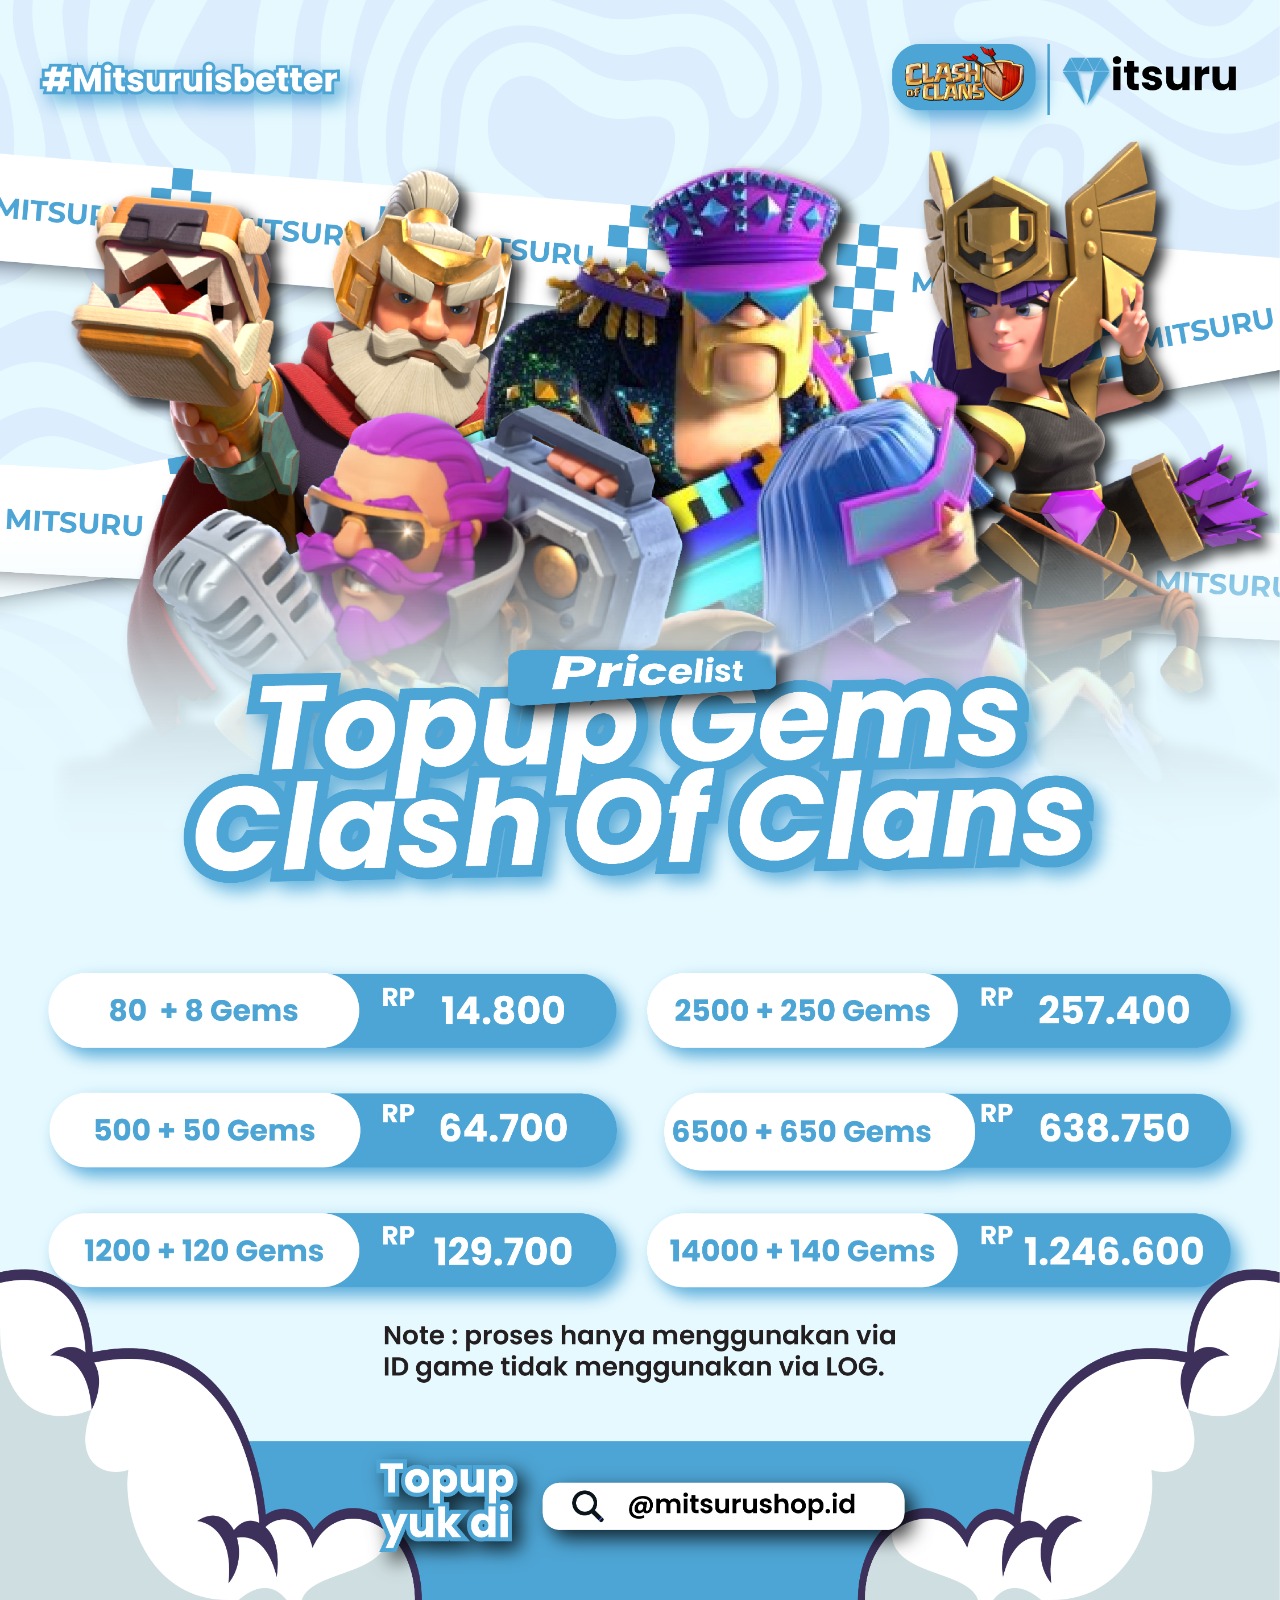 #Mitsuruisbetter
CLASH
OF CLANS
itsuru
MITSURU
MITSURU
MITSURU
MITSURU
MITSURU
Pricelist
Topup Gems
Clash Of Clans
80 + 8 Gems RP 14.800
2500 + 250 Gems RP 257.400
500 + 50 Gems RP 64.700
6500 + 650 Gems RP 638.750
1200 + 120 Gems RP 129.700
14000 + 140 Gems RP 1.246.600
Note : proses hanya menggunakan via
ID game tidak menggunakan via LOG.
Topup
yuk di
@mitsurushop.id